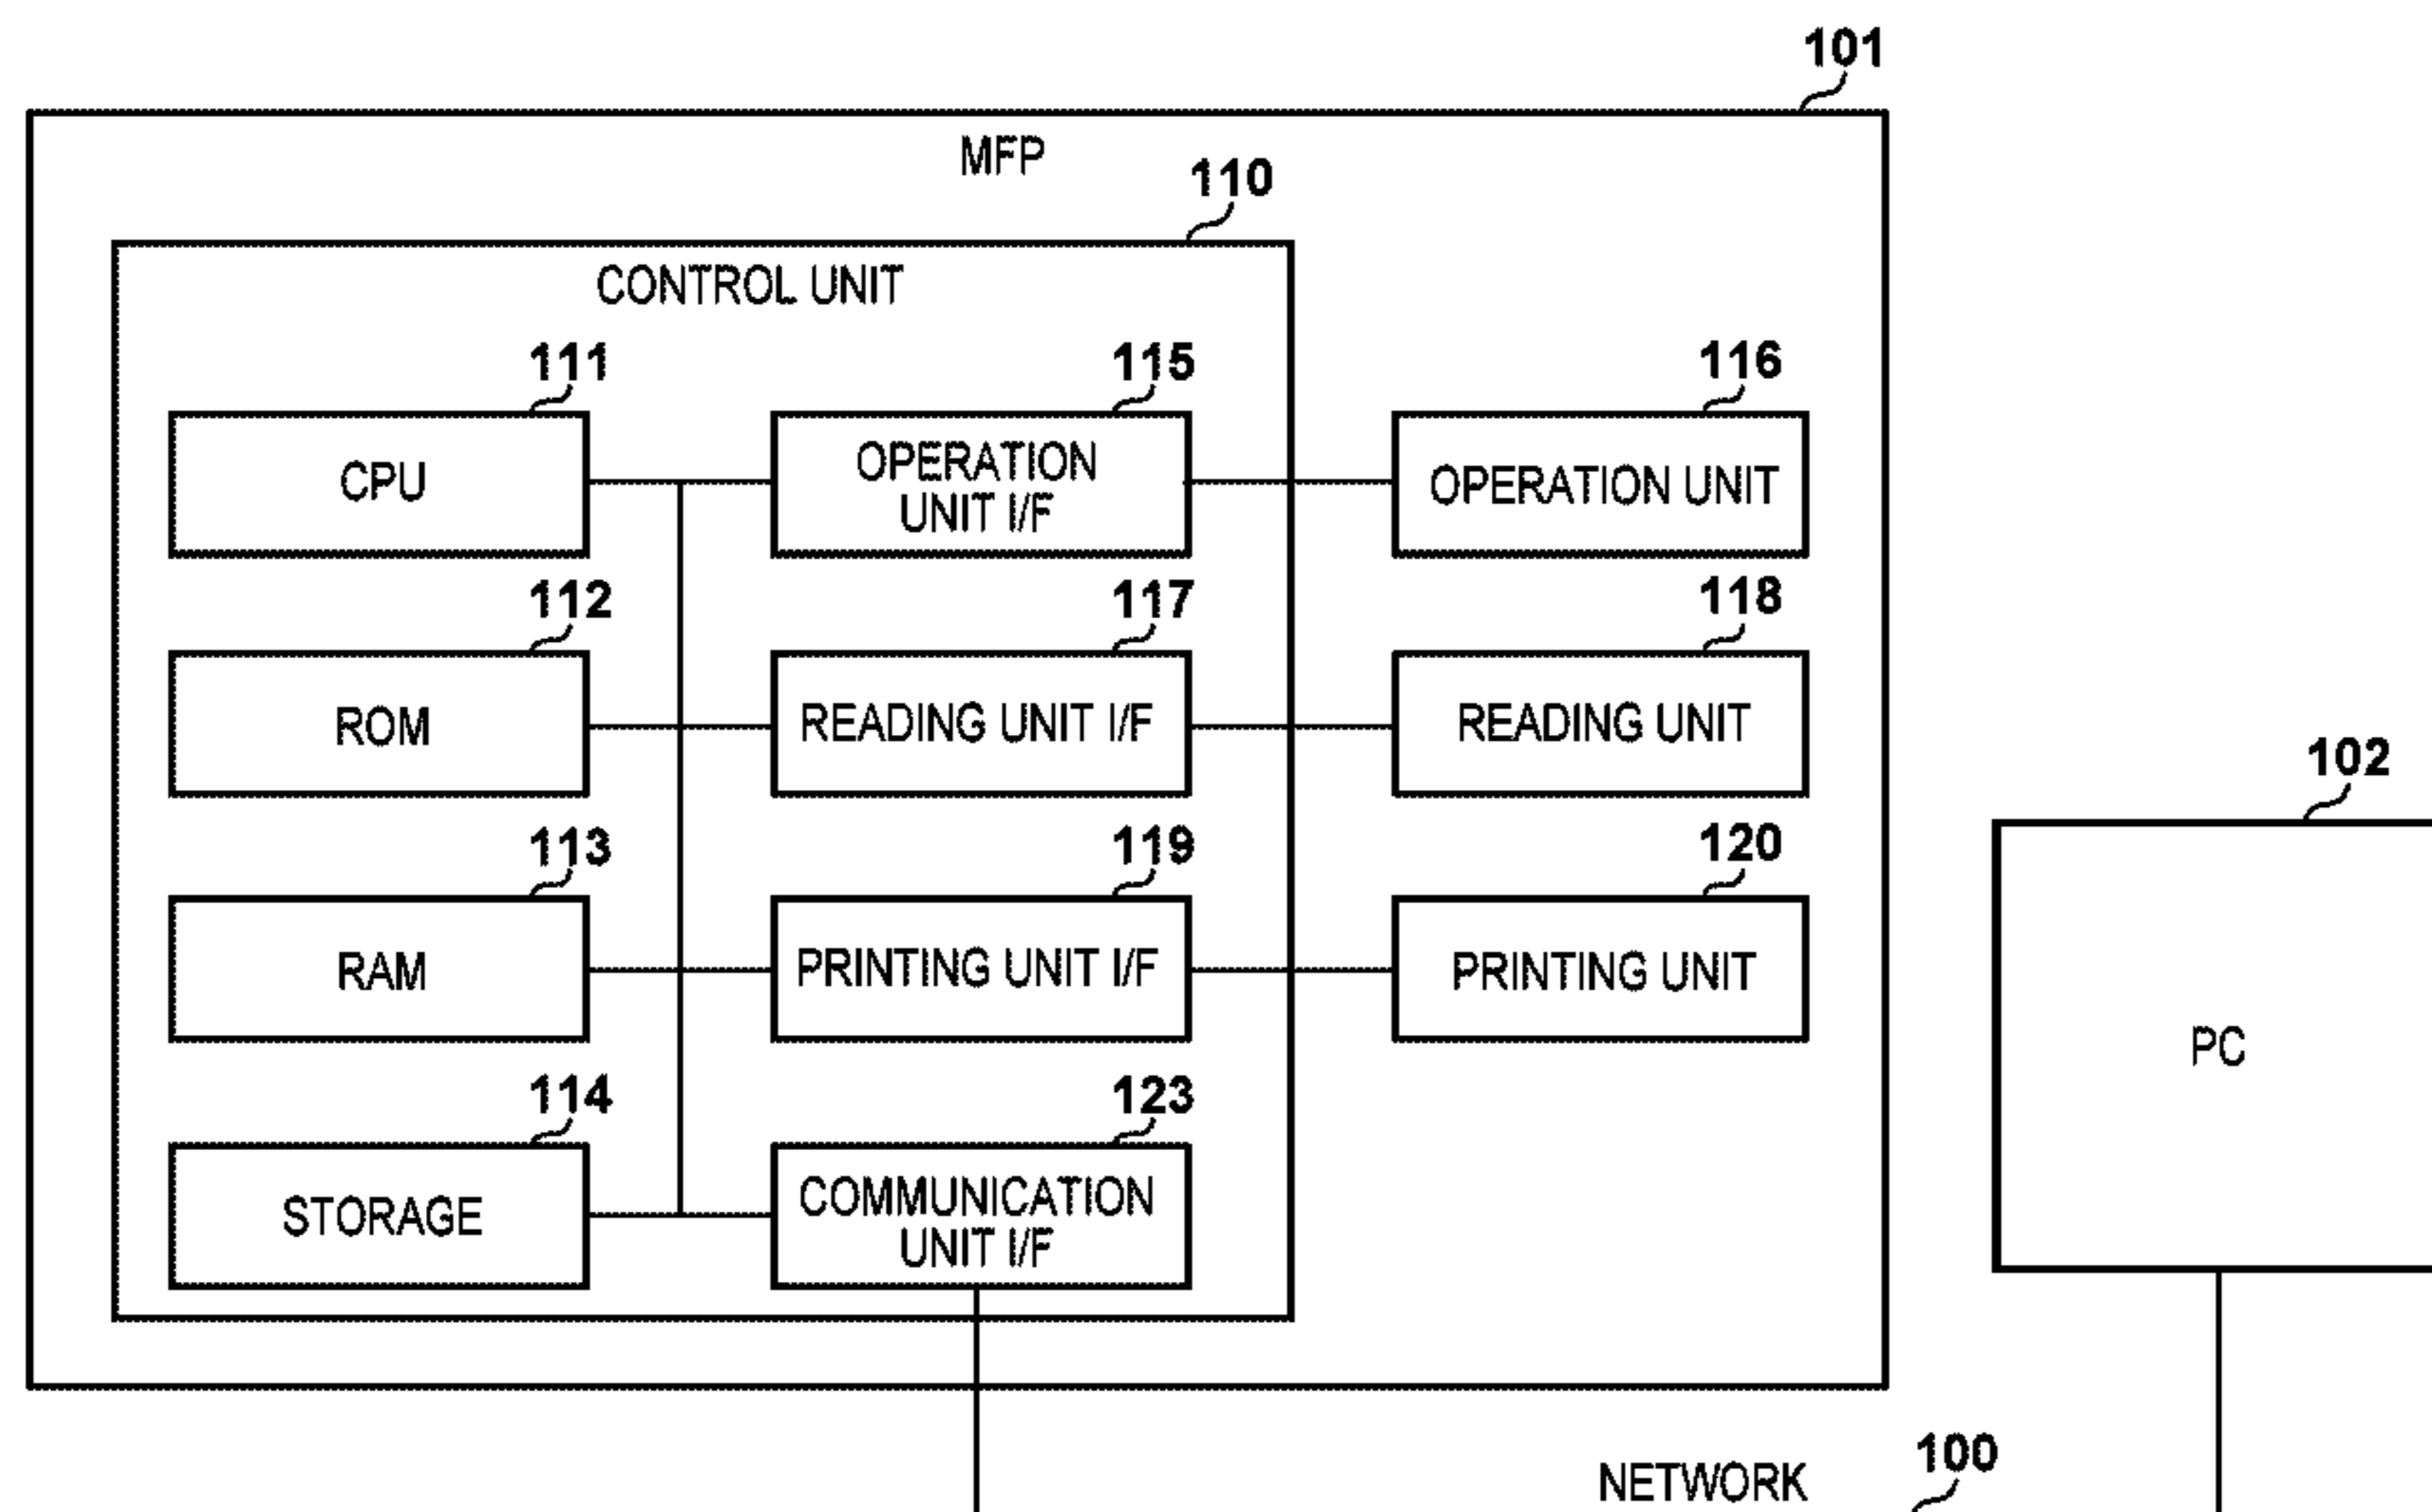 101
MFP
110
CONTROL UNIT
111
115
116
CPU
OPERATION
UNIT I/F
OPERATION UNIT
112
117
118
ROM
READING UNIT I/F
READING UNIT
102
113
119
120
RAM
PRINTING UNIT I/F
PRINTING UNIT
PC
114
123
STORAGE
COMMUNICATION
UNIT I/F
NETWORK
100